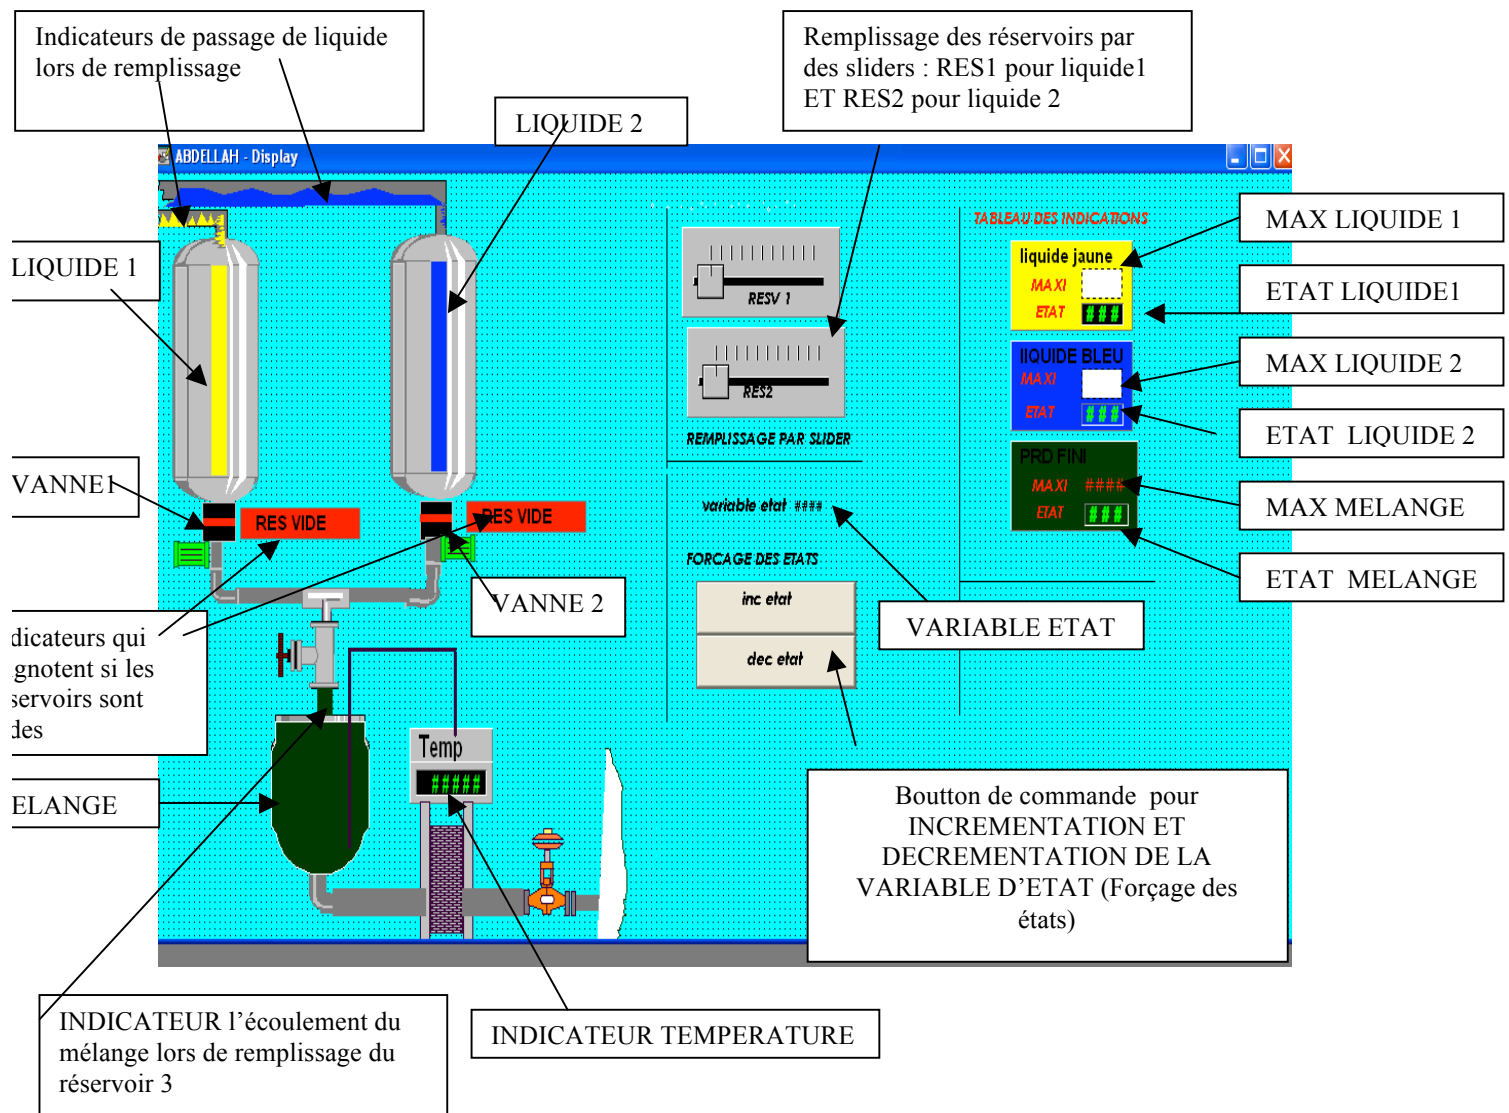 Indicateurs de passage de liquide
lors de remplissage
Remplissage des réservoirs par
des sliders : RES1 pour liquide1
ET RES2 pour liquide 2
LIQUIDE 2
ABDELLAH - Display
TABLEAU DES INDICATIONS
MAX LIQUIDE 1
LIQUIDE 1
liquide jaune
MAXI
ETAT ###
ETAT LIQUIDE1
RESV 1
lIQUIDE BLEU
MAXI
ETAT ###
MAX LIQUIDE 2
RES2
ETAT LIQUIDE 2
REMPLISSAGE PAR SLIDER
PRD FINI
MAXI ####
ETAT ###
VANNE1
MAX MELANGE
RES VIDE
RES VIDE
variable etat ####
FORCAGE DES ETATS
ETAT MELANGE
inc etat
VANNE 2
VARIABLE ETAT
dicateurs qui
ignotent si les
servoirs sont
des
dec etat
Temp
#####
ELANGE
Boutton de commande pour
INCREMENTATION ET
DECREMENTATION DE LA
VARIABLE D'ETAT (Forçage des
états)
INDICATEUR l'écoulement du
mélange lors de remplissage du
réservoir 3
INDICATEUR TEMPERATURE